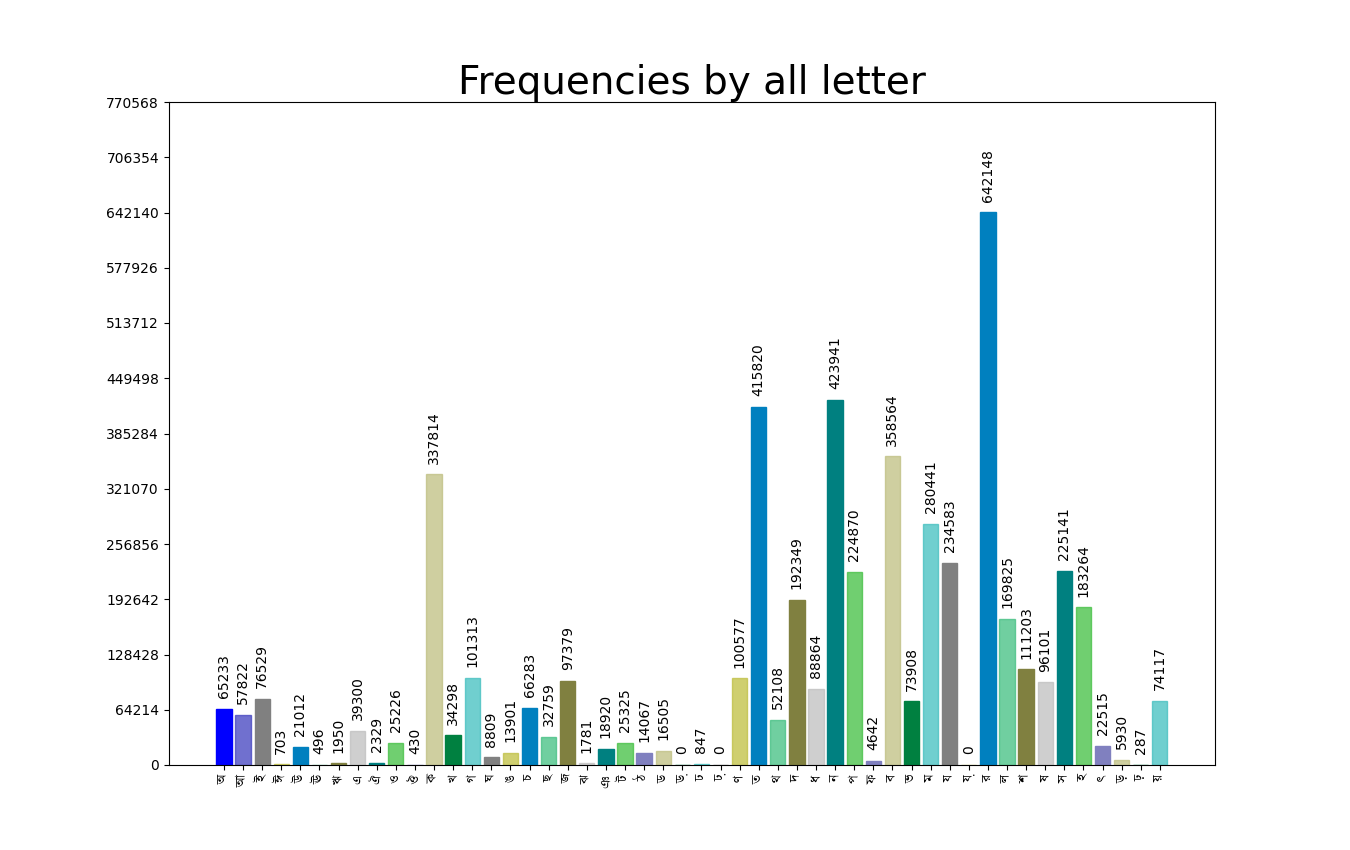 Frequencies by all letter
770568
706354
642140
577926
513712
449498
385284
321070
256856
192642
128428
64214
0
65233
57822
76529
703
21012
496
1950
39300
2329
25226
430
337814
34298
101313
8809
13901
66283
32759
97379
1781
18920
25325
14067
16505
0
847
0
100577
415820
52108
192349
88864
423941
224870
4642
358564
73908
280441
234583
0
642148
169825
111203
96101
225141
183264
22515
5930
287
74117
অ
আ
ই
ঈ
উ
ঊ
ঋ
এ
ঐ
ও
ঔ
ক
খ
গ
ঘ
ঙ
চ
ছ
জ
ঝ
ঞ
ট
ঠ
ড
ড়
ঢ
ঢ়
ণ
ত
থ
দ
ধ
ন
প
ফ
ব
ভ
ম
য
য়
র
ল
শ
ষ
স
হ
ৎ
ড়
ঢ়
য়